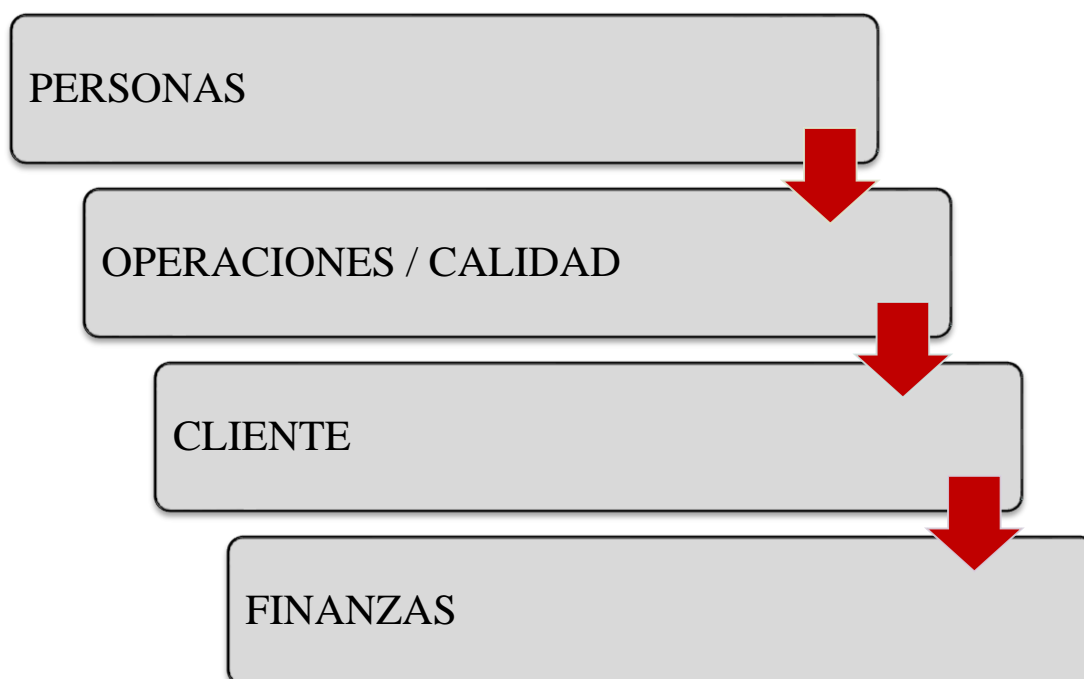 PERSONAS
OPERACIONES / CALIDAD
CLIENTE
FINANZAS